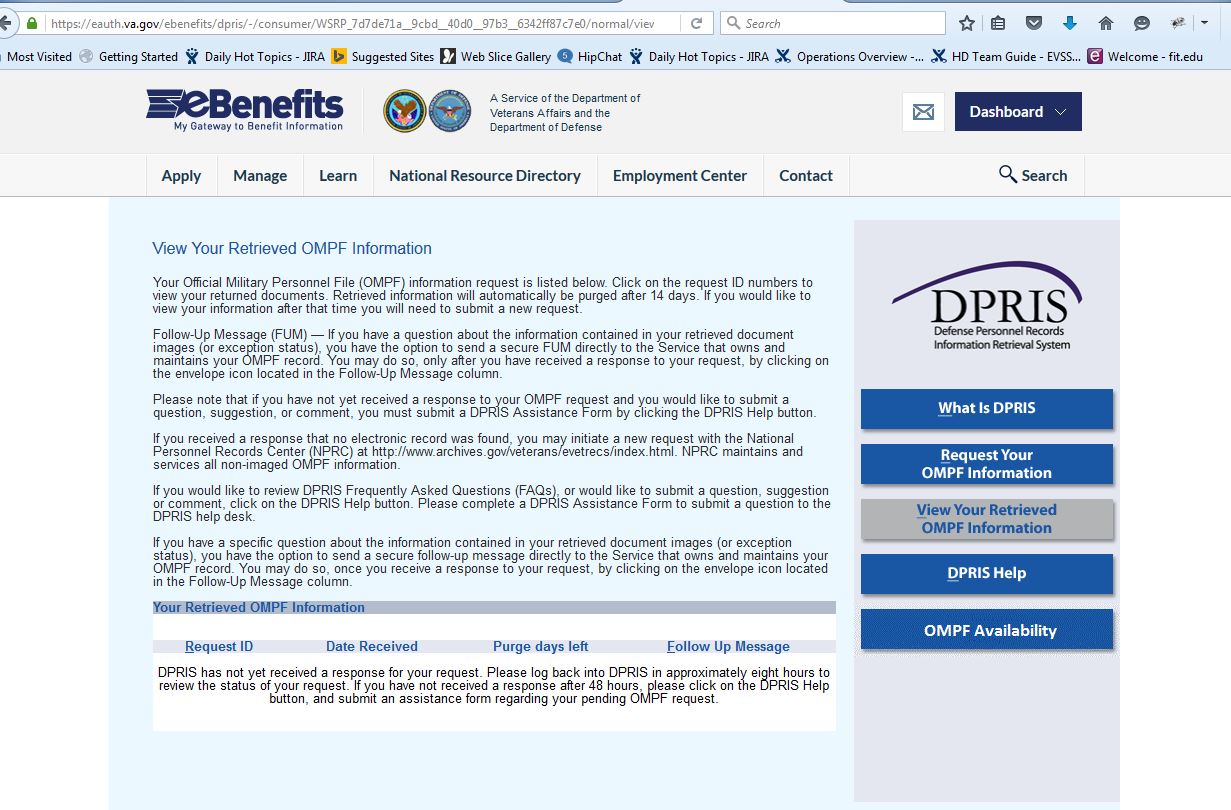 https://eauth.va.gov/ebenefits/dpris/-/consumer/WSRP_7d7de71a__9cbd__40d0__97b3__6342ff87c7e0/normal/view
Search
Most Visited Getting Started Daily Hot Topics - JIRA Suggested Sites Web Slice Gallery HipChat Daily Hot Topics - JIRA Operations Overview -... HD Team Guide - EVSS... Welcome - fit.edu
eBenefits
My Gateway to Benefit Information
A Service of the Department of
Veterans Affairs and the
Department of Defense
Dashboard
Apply Manage Learn National Resource Directory Employment Center Contact Search
View Your Retrieved OMPF Information
Your Official Military Personnel File (OMPF) information request is listed below. Click on the request ID numbers to
view your returned documents. Retrieved information will automatically be purged after 14 days. If you would like to
view your information after that time you will need to submit a new request.
Follow-Up Message (FUM) — If you have a question about the information contained in your retrieved document
images (or exception status), you have the option to send a secure FUM directly to the Service that owns and
maintains your OMPF record. You may do so, only after you have received a response to your request, by clicking on
the envelope icon located in the Follow-Up Message column.
Please note that if you have not yet received a response to your OMPF request and you would like to submit a
question, suggestion, or comment, you must submit a DPRIS Assistance Form by clicking the DPRIS Help button.
If you received a response that no electronic record was found, you may initiate a new request with the National
Personnel Records Center (NPRC) at http://www.archives.gov/veterans/evetrecs/index.html. NPRC maintains and
services all non-imaged OMPF information.
If you would like to review DPRIS Frequently Asked Questions (FAQs), or would like to submit a question, suggestion
or comment, click on the DPRIS Help button. Please complete a DPRIS Assistance Form to submit a question to the
DPRIS help desk.
If you have a specific question about the information contained in your retrieved document images (or exception
status), you have the option to send a secure follow-up message directly to the Service that owns and maintains your
OMPF record. You may do so, once you receive a response to your request, by clicking on the envelope icon located
in the Follow-Up Message column.
Your Retrieved OMPF Information
Request ID Date Received Purge days left Follow Up Message
DPRIS has not yet received a response for your request. Please log back into DPRIS in approximately eight hours to
review the status of your request. If you have not received a response after 48 hours, please click on the DPRIS Help
button, and submit an assistance form regarding your pending OMPF request.
DPRIS
Defense Personnel Records
Information Retrieval System
What Is DPRIS
Request Your
OMPF Information
View Your Retrieved
OMPF Information
DPRIS Help
OMPF Availability